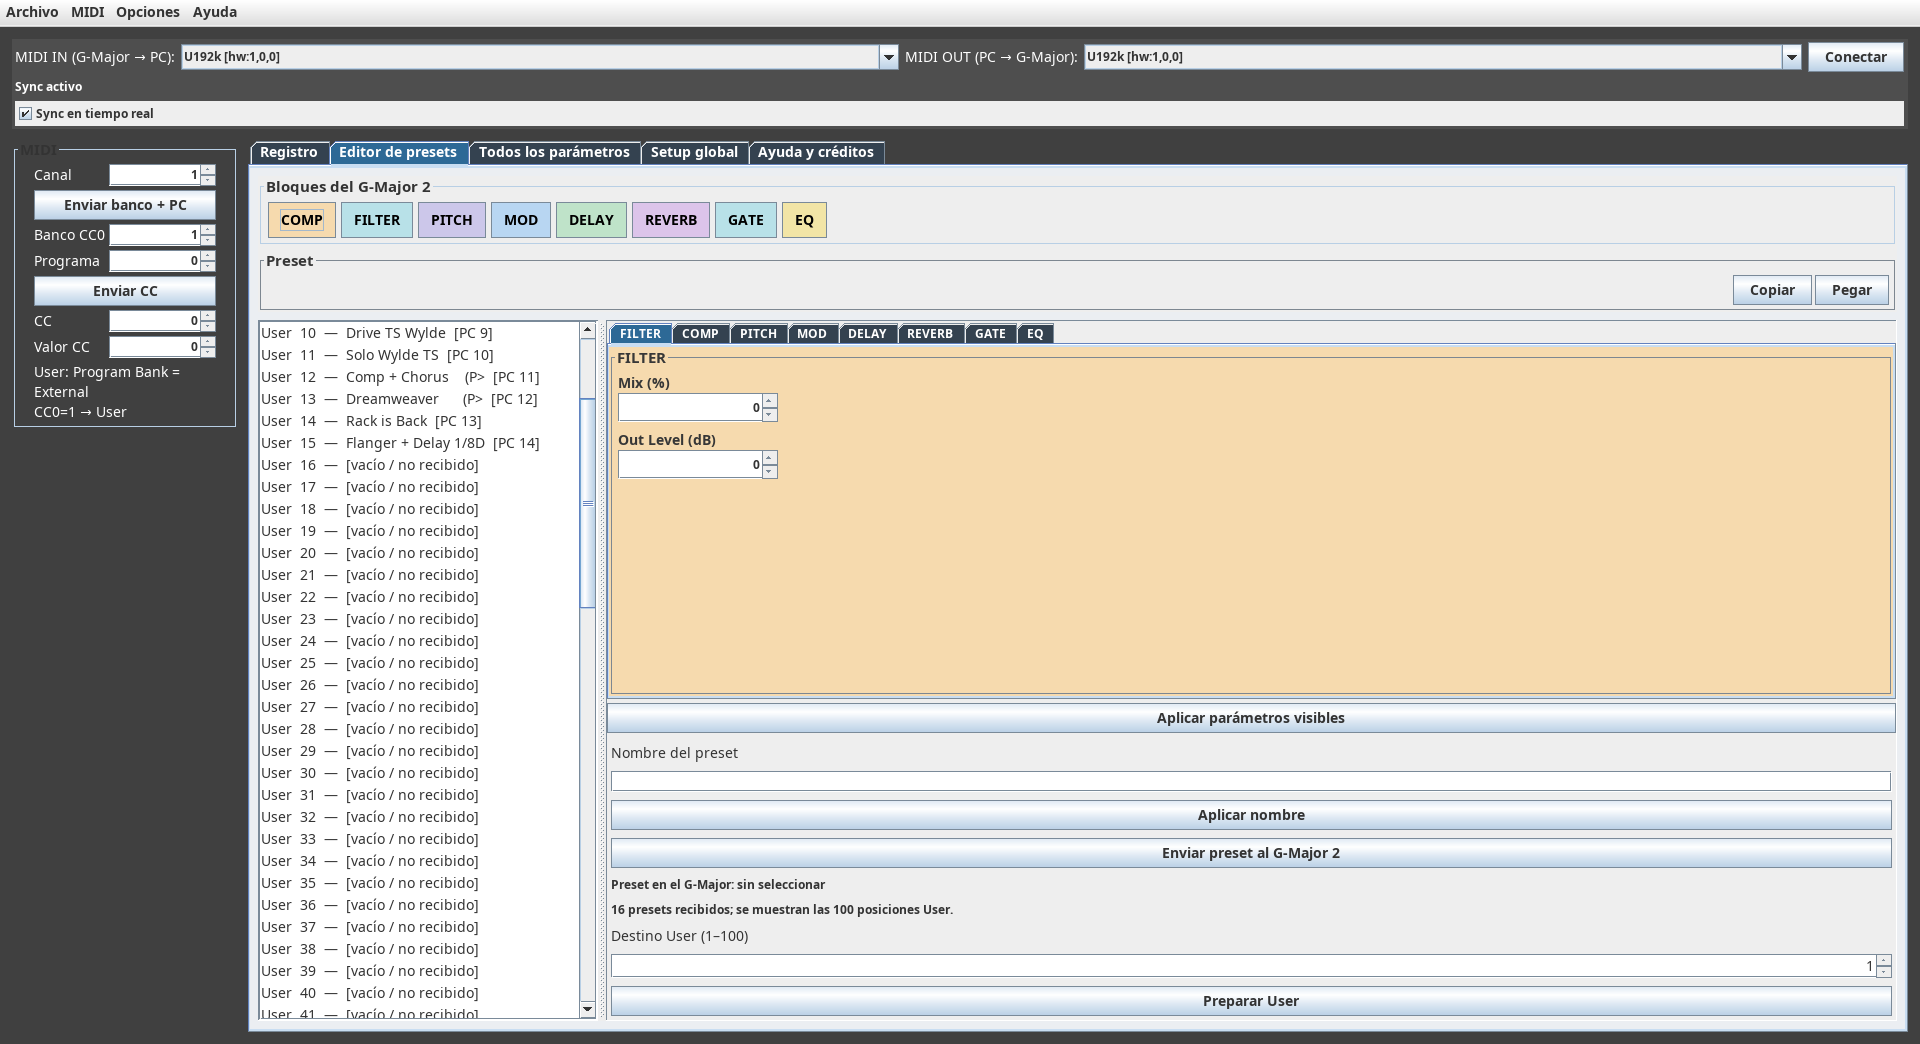 Archivo MIDI Opciones Ayuda
MIDI IN (G-Major → PC): U192k [hw:1,0,0] MIDI OUT (PC → G-Major): U192k [hw:1,0,0] Conectar
Sync activo
Sync en tiempo real
MIDI
Canal 1
Enviar banco + PC
Banco CC0 1
Programa 0
Enviar CC
CC 0
Valor CC 0
User: Program Bank =
External
CC0=1 → User
Registro Editor de presets Todos los parámetros Setup global Ayuda y créditos
Bloques del G-Major 2
COMP FILTER PITCH MOD DELAY REVERB GATE EQ
Preset
Copiar Pegar
User 10 — Drive TS Wylde [PC 9]
User 11 — Solo Wylde TS [PC 10]
User 12 — Comp + Chorus (P> [PC 11]
User 13 — Dreamweaver (P> [PC 12]
User 14 — Rack is Back [PC 13]
User 15 — Flanger + Delay 1/8D [PC 14]
User 16 — [vacío / no recibido]
User 17 — [vacío / no recibido]
User 18 — [vacío / no recibido]
User 19 — [vacío / no recibido]
User 20 — [vacío / no recibido]
User 21 — [vacío / no recibido]
User 22 — [vacío / no recibido]
User 23 — [vacío / no recibido]
User 24 — [vacío / no recibido]
User 25 — [vacío / no recibido]
User 26 — [vacío / no recibido]
User 27 — [vacío / no recibido]
User 28 — [vacío / no recibido]
User 29 — [vacío / no recibido]
User 30 — [vacío / no recibido]
User 31 — [vacío / no recibido]
User 32 — [vacío / no recibido]
User 33 — [vacío / no recibido]
User 34 — [vacío / no recibido]
User 35 — [vacío / no recibido]
User 36 — [vacío / no recibido]
User 37 — [vacío / no recibido]
User 38 — [vacío / no recibido]
User 39 — [vacío / no recibido]
User 40 — [vacío / no recibido]
User 41 — [vacío / no recibido]
FILTER COMP PITCH MOD DELAY REVERB GATE EQ
FILTER
Mix (%)
0
Out Level (dB)
0
Aplicar parámetros visibles
Nombre del preset
Aplicar nombre
Enviar preset al G-Major 2
Preset en el G-Major: sin seleccionar
16 presets recibidos; se muestran las 100 posiciones User.
Destino User (1–100)
1
Preparar User